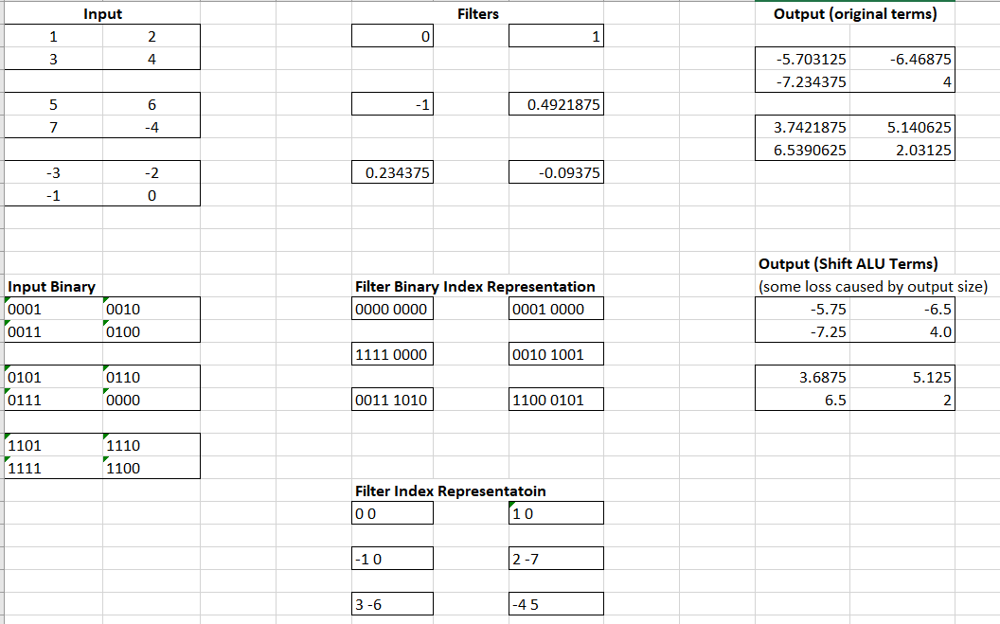 Input Filters Output (original terms)
1 2 0 1
3 4 -5.703125 -6.46875
-7.234375 4
5 6 -1 0.4921875
7 -4 3.7421875 5.140625
6.5390625 2.03125
-3 -2 0.234375 -0.09375
-1 0
Output (Shift ALU Terms)
Input Binary Filter Binary Index Representation (some loss caused by output size)
0001 0010 0000 0000 0001 0000 -5.75 -6.5
0011 0100 -7.25 4.0
1111 0000 0010 1001
0101 0110 3.6875 5.125
0111 0000 0011 1010 1100 0101 6.5 2
1101 1110
1111 1100
Filter Index Representatoin
0 0 1 0
-1 0 2 -7
3 -6 -4 5